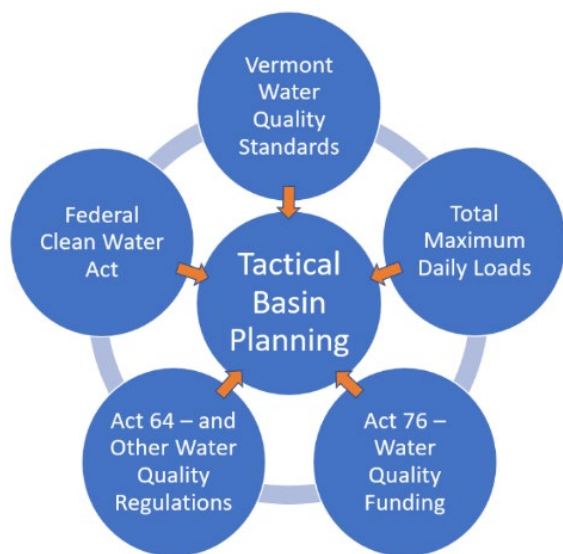 Vermont
Water
Quality
Standards
Federal
Clean Water
Act
Total
Maximum
Daily Loads
Tactical
Basin
Planning
Act 64 – and
Other Water
Quality
Regulations
Act 76 –
Water
Quality
Funding